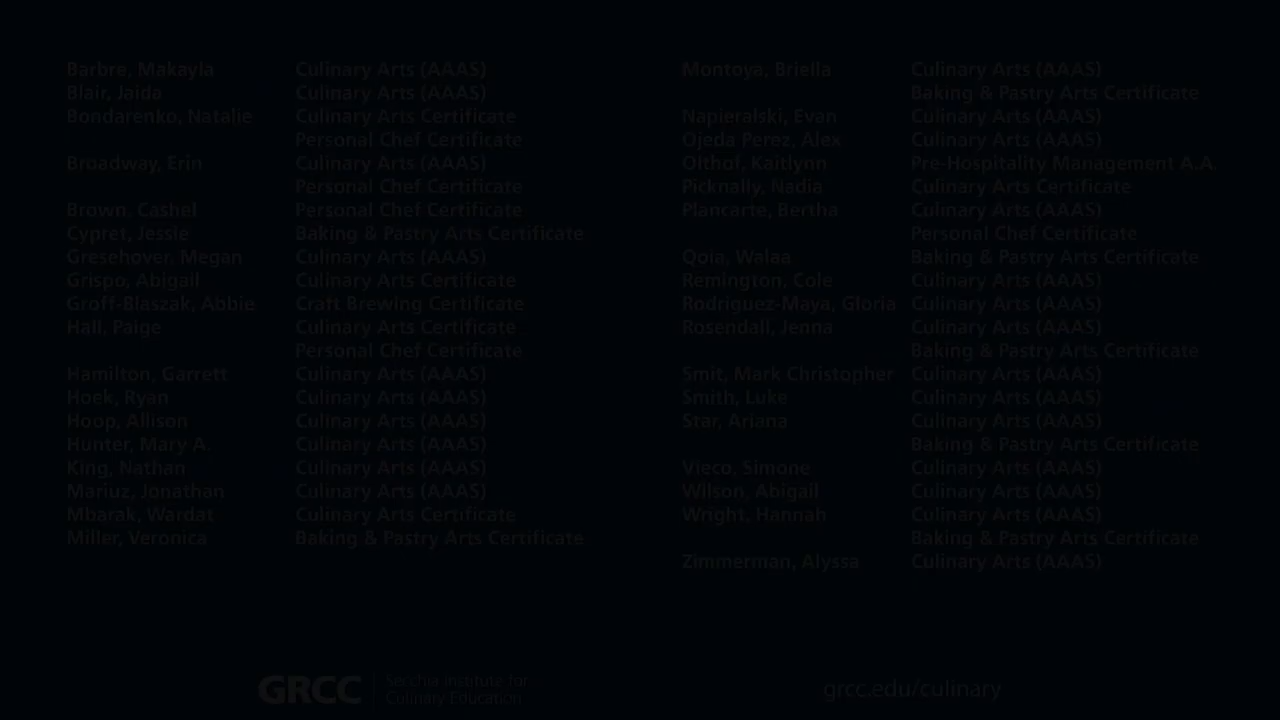 Barbre, Makayla Culinary Arts (AAAS)
Blair, Jaida Culinary Arts (AAAS)
Bondarenko, Natalie Culinary Arts Certificate
Personal Chef Certificate
Broadway, Erin Culinary Arts (AAAS)
Personal Chef Certificate
Brown, Cashel Personal Chef Certificate
Cypret, Jessie Baking & Pastry Arts Certificate
Gresehover, Megan Culinary Arts (AAAS)
Grispo, Abigail Culinary Arts Certificate
Groff-Blaszak, Abbie Craft Brewing Certificate
Hall, Paige Culinary Arts Certificate
Personal Chef Certificate
Hamilton, Garrett Culinary Arts (AAAS)
Hoek, Ryan Culinary Arts (AAAS)
Hoop, Allison Culinary Arts (AAAS)
Hunter, Mary A. Culinary Arts (AAAS)
King, Nathan Culinary Arts (AAAS)
Mariuz, Jonathan Culinary Arts (AAAS)
Mbarak, Wardat Culinary Arts Certificate
Miller, Veronica Baking & Pastry Arts Certificate
Montoya, Briella Culinary Arts (AAAS)
Baking & Pastry Arts Certificate
Napieralski, Evan Culinary Arts (AAAS)
Ojeda Perez, Alex Culinary Arts (AAAS)
Olthof, Kaitlynn Pre-Hospitality Management A.A.
Picknally, Nadia Culinary Arts Certificate
Plancarte, Bertha Culinary Arts (AAAS)
Personal Chef Certificate
Qoia, Walaa Baking & Pastry Arts Certificate
Remington, Cole Culinary Arts (AAAS)
Rodriguez-Maya, Gloria Culinary Arts (AAAS)
Rosendall, Jenna Culinary Arts (AAAS)
Baking & Pastry Arts Certificate
Smit, Mark Christopher Culinary Arts (AAAS)
Smith, Luke Culinary Arts (AAAS)
Star, Ariana Culinary Arts (AAAS)
Baking & Pastry Arts Certificate
Vieco, Simone Culinary Arts (AAAS)
Wilson, Abigail Culinary Arts (AAAS)
Wright, Hannah Culinary Arts (AAAS)
Baking & Pastry Arts Certificate
Zimmerman, Alyssa Culinary Arts (AAAS)
GRCC
Secchia Institute for
Culinary Education
grcc.edu/culinary